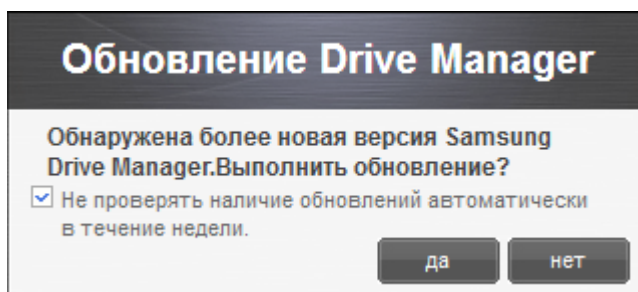 Обновление Drive Manager
Обнаружена более новая версия Samsung
Drive Manager.Выполнить обновление?
Не проверять наличие обновлений автоматически
в течение недели.
да нет